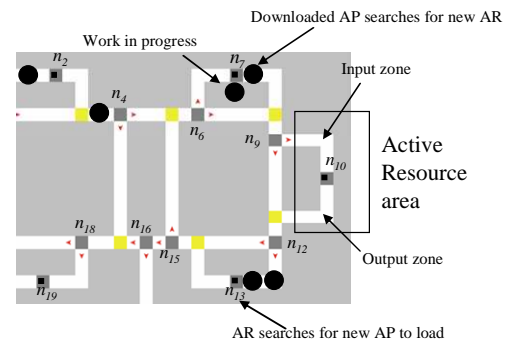 Downloaded AP searches for new AR
Work in progress
n2
n7
Input zone
n4
n6
n9
Active
Resource
area
n10
n18
n16
n15
n12
Output zone
n19
n13
AR searches for new AP to load